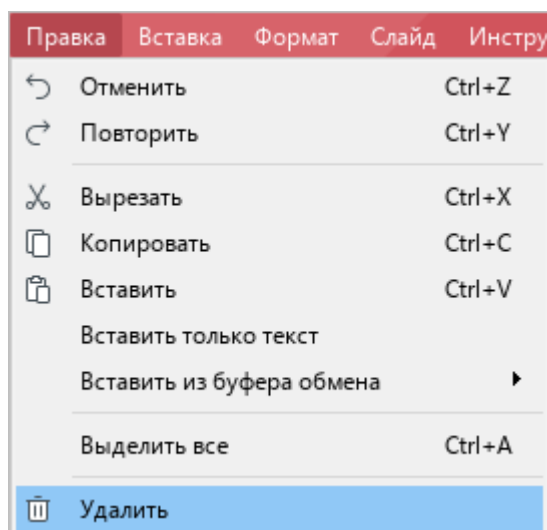 Правка Вставка Формат Слайд Инстру
Отменить Ctrl+Z
Повторить Ctrl+Y
Вырезать Ctrl+X
Копировать Ctrl+C
Вставить Ctrl+V
Вставить только текст
Вставить из буфера обмена
Выделить все Ctrl+A
Удалить